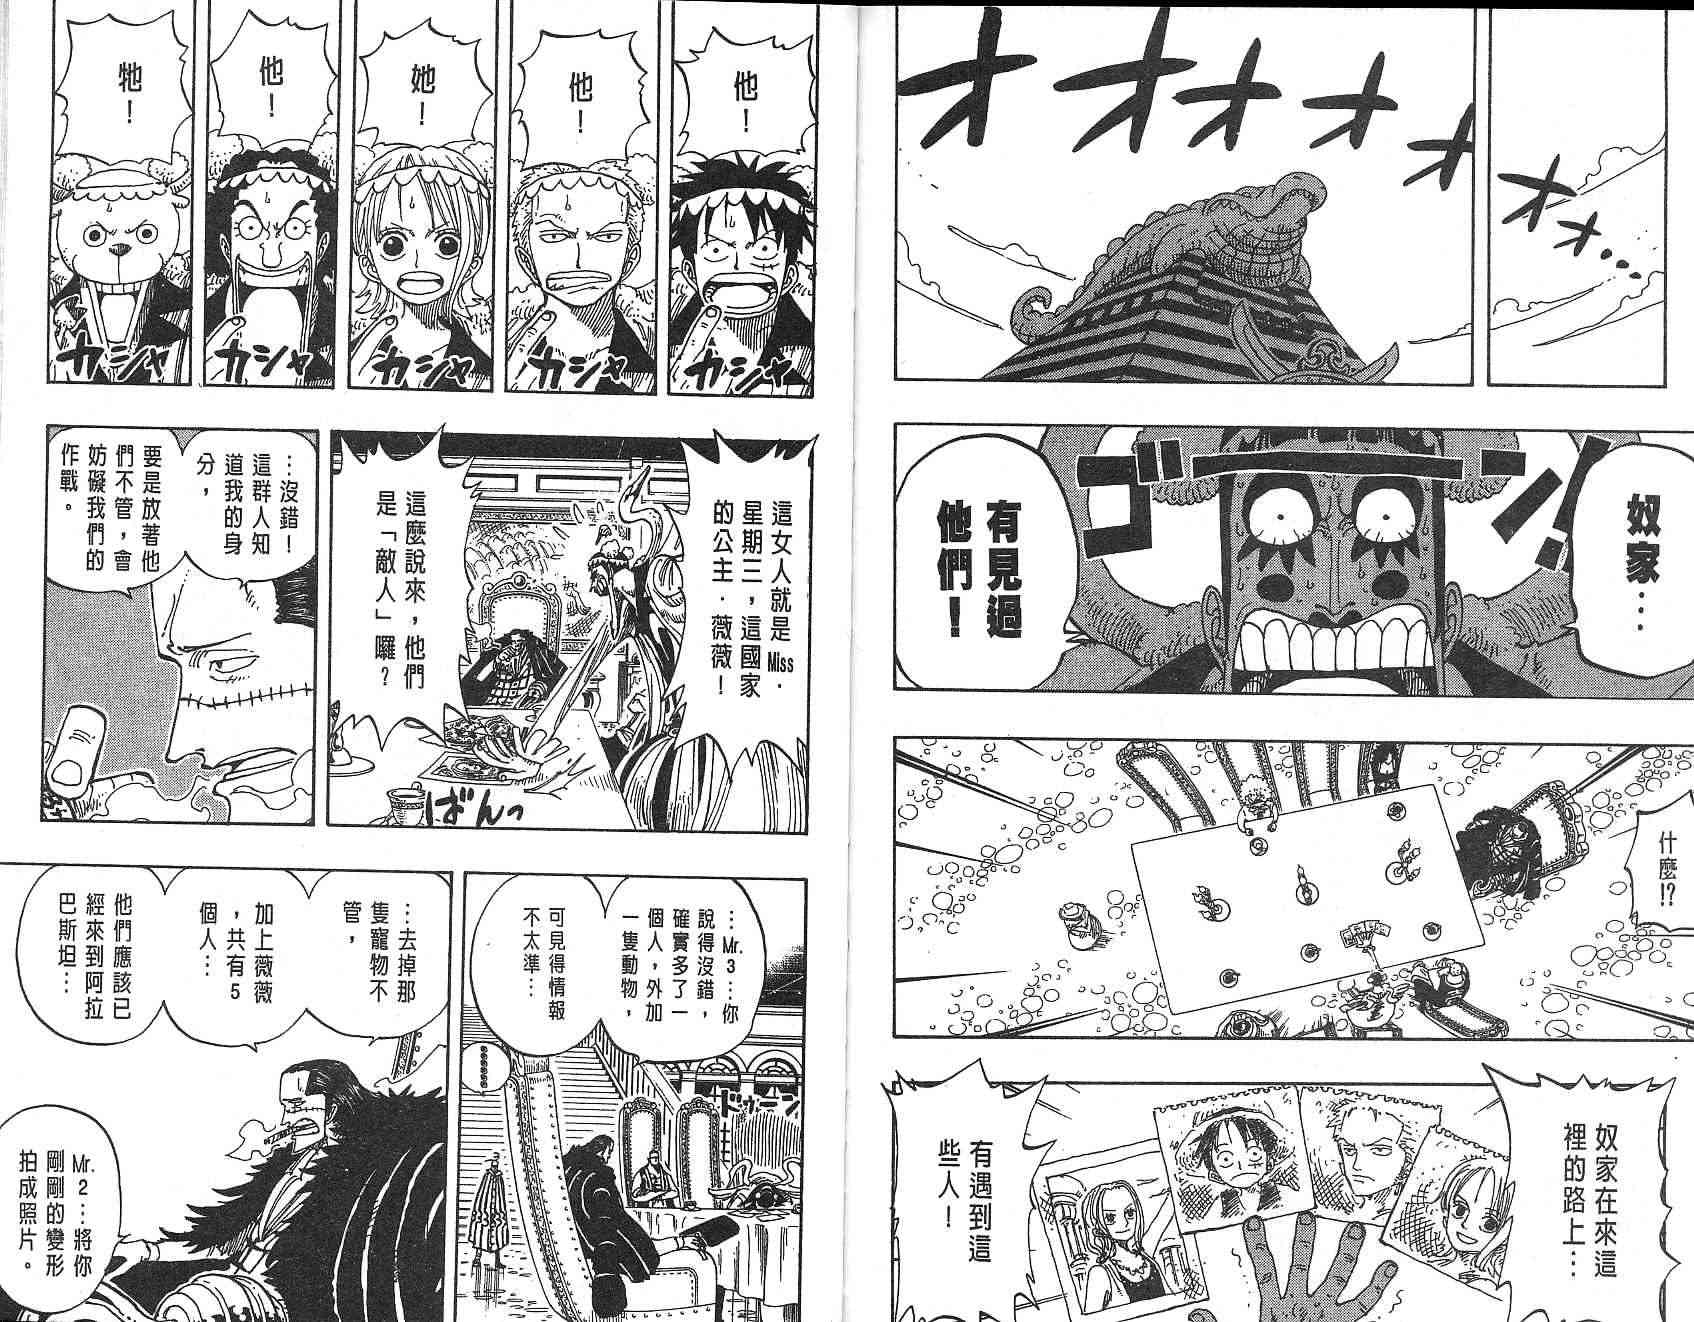 オオオオオオ...
ゴーン!
奴家…
有見過
他們！
什麼!?
奴家在來這
裡的路上…
有遇到這
些人！
他！
カシャ
他！
カシャ
她！
カシャ
他！
カシャ
牠！
カシャ
這女人就是Miss．
星期三，這國家
的公主．薇薇！
這麼說來，他們
是「敵人」囉？
ばんっ
…沒錯！
這群人知
道我的身
分，
要是放著他
們不管，會
妨礙我們的
作戰。
…Mr.3…你
說得沒錯，
確實多了一
個人，外加
一隻動物，
可見得情報
不太準…
ドゥーン
…去掉那
隻寵物不
管，
加上薇薇
，共有5
個人…
他們應該已
經來到阿拉
巴斯坦…
Mr.2…將你
剛剛的變形
拍成照片。